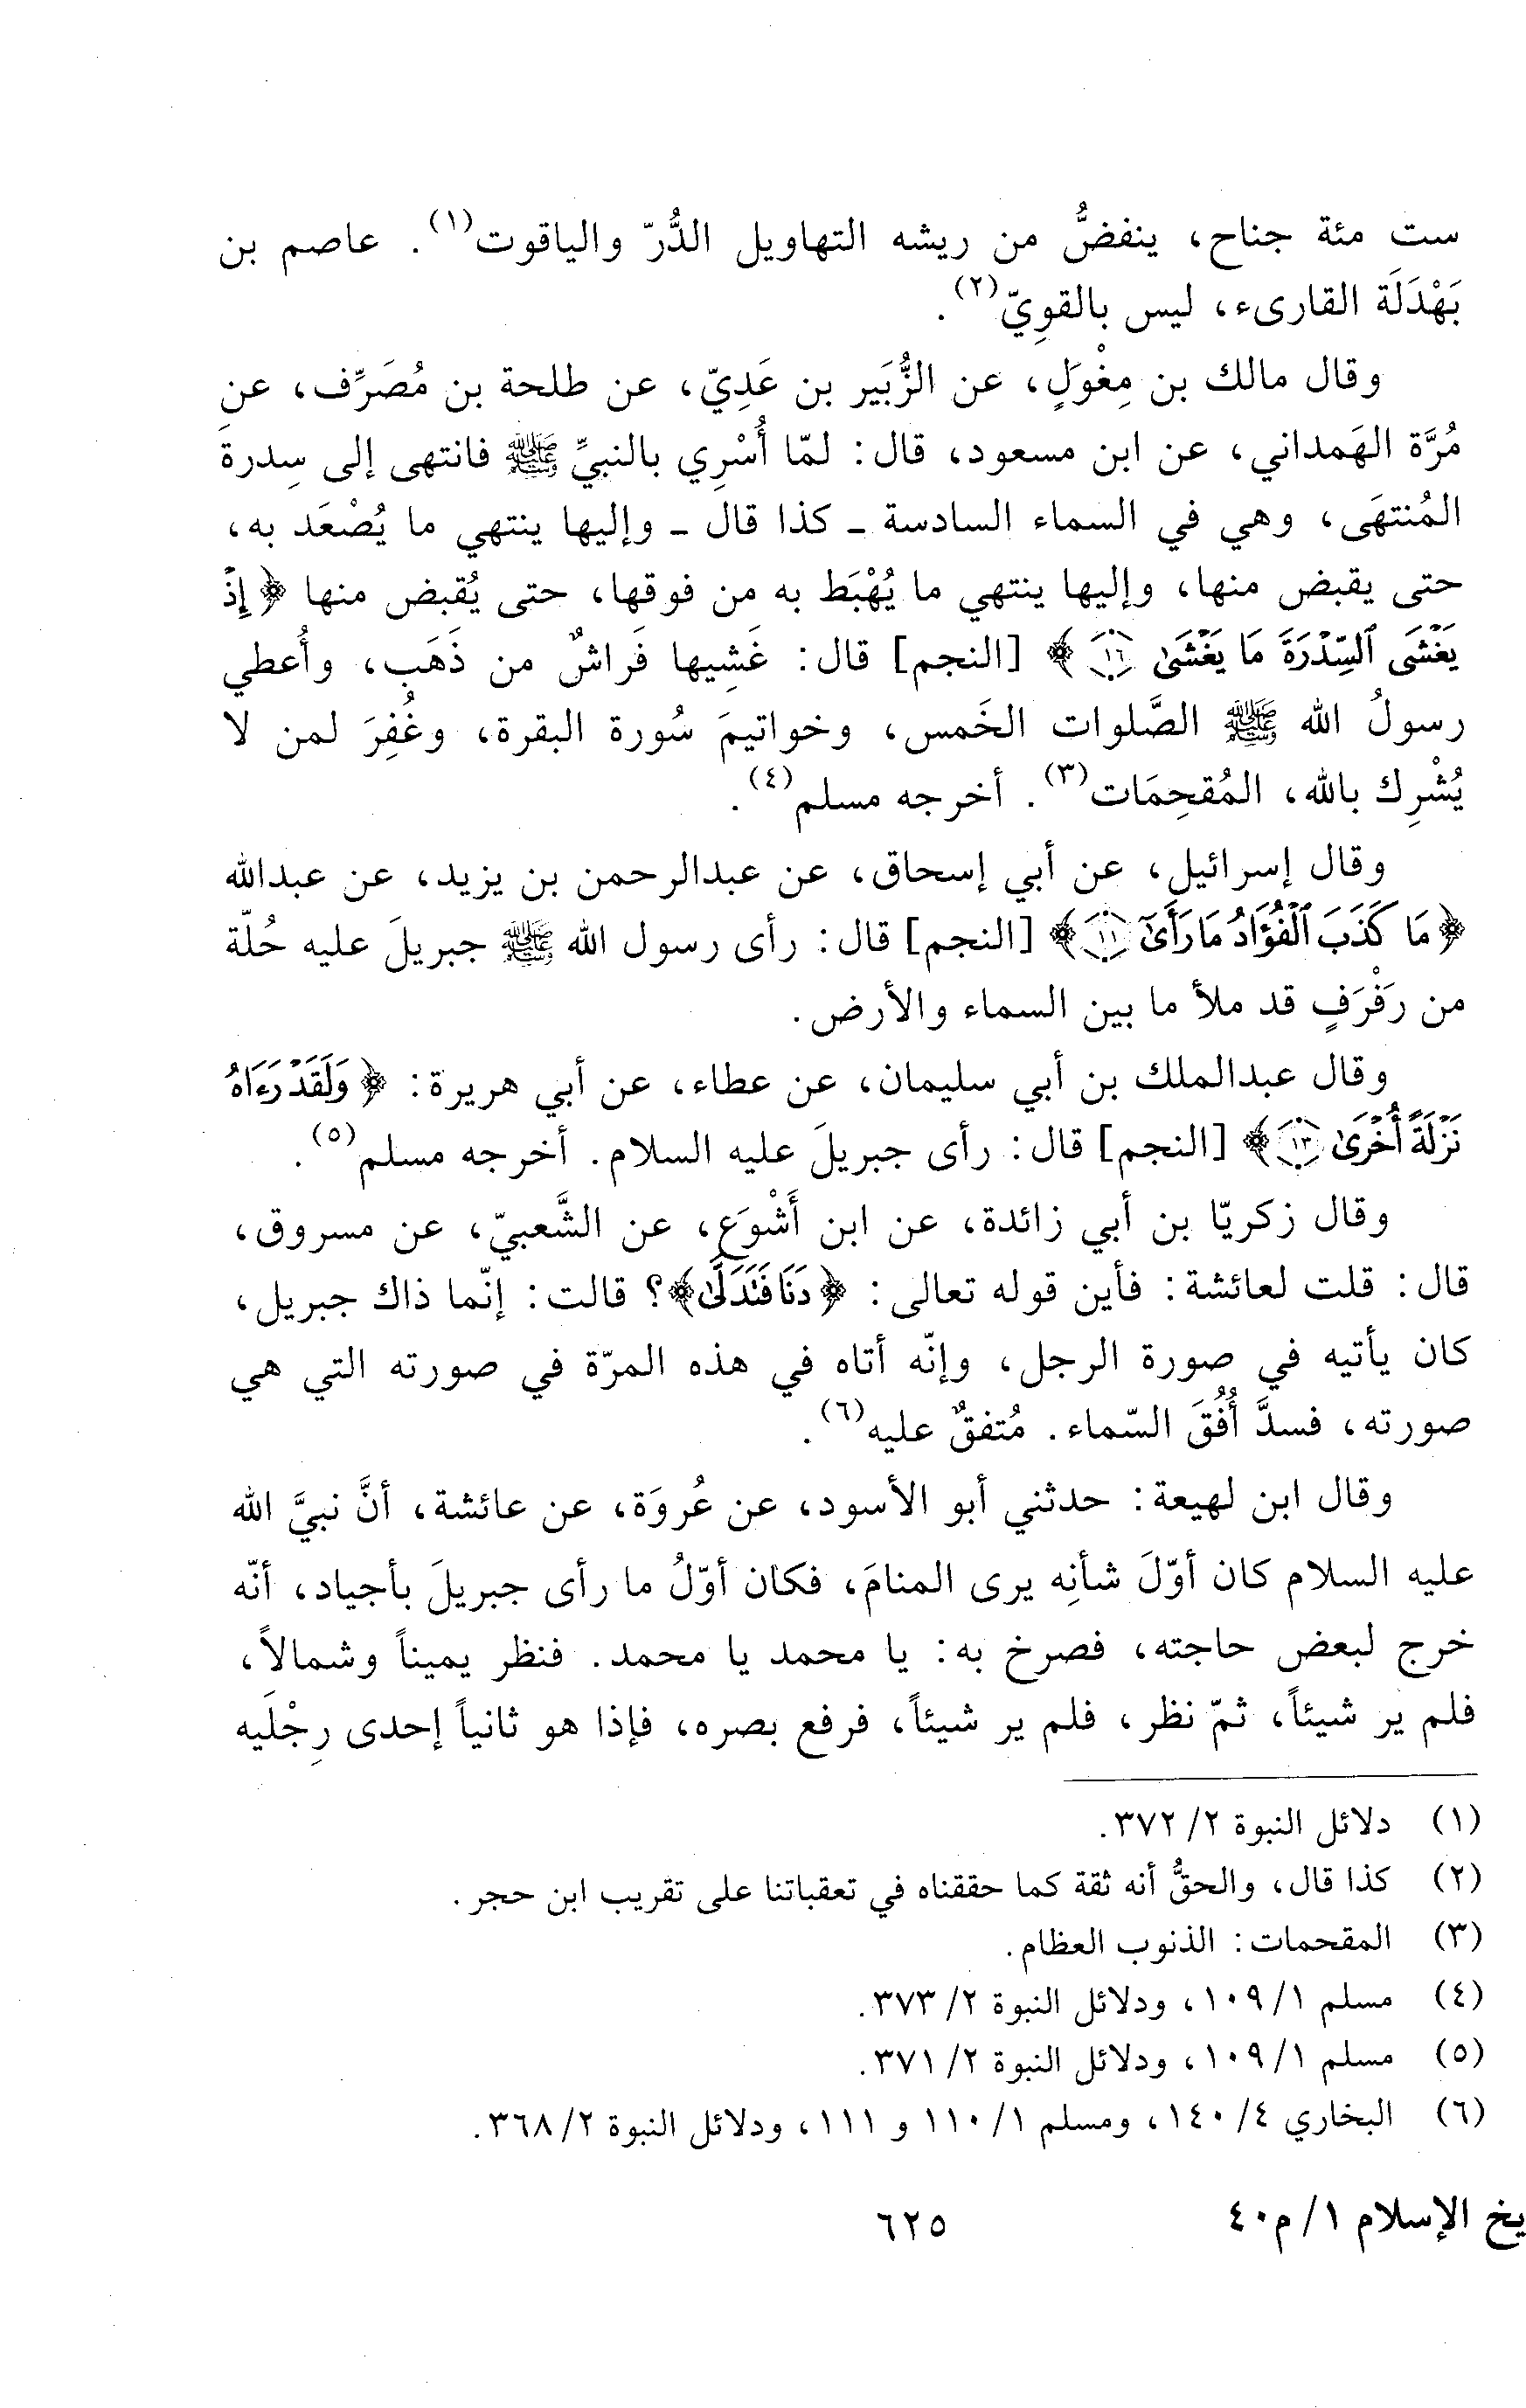 ست مئة جناح، ينفضُّ من ريشه التهاويل الدُّرّ والياقوت(١). عاصم بن
بَهْدَلَة القارىء، ليس بالقوِيّ(٢).
وقال مالك بن مِغْوَلٍ، عن الزُّبَير بن عَدِيّ، عن طلحة بن مُصَرِّف، عن
مُرَّة الهَمداني، عن ابن مسعود، قال: لمّا أُسْرِي بالنبيِّ ﷺ فانتهى إلى سِدرةَ
المُنتهَى، وهي في السماء السادسة ـ كذا قال ـ وإليها ينتهي ما يُصْعَد به،
حتى يقبض منها، وإليها ينتهي ما يُهْبَط به من فوقها، حتى يُقبض منها ﴿إِذْ
يَغْشَى ٱلسِّدْرَةَ مَا يَغْشَىٰ ١٦﴾ [النجم] قال: غَشِيها فَراشٌ من ذَهَب، وأُعطي
رسولُ الله ﷺ الصَّلوات الخَمس، وخواتيمَ سُورة البقرة، وغُفِرَ لمن لا
يُشْرِك بالله، المُقحِمَات(٣). أخرجه مسلم(٤).
وقال إسرائيل، عن أبي إسحاق، عن عبدالرحمن بن يزيد، عن عبدالله
﴿مَا كَذَبَ ٱلْفُؤَادُ مَا رَأَىٰٓ ١١﴾ [النجم] قال: رأى رسول الله ﷺ جبريلَ عليه حُلّة
من رَفْرَفٍ قد ملأ ما بين السماء والأرض.
وقال عبدالملك بن أبي سليمان، عن عطاء، عن أبي هريرة: ﴿وَلَقَدْ رَءَاهُ
نَزْلَةً أُخْرَىٰ ١٣﴾ [النجم] قال: رأى جبريلَ عليه السلام. أخرجه مسلم(٥).
وقال زكريّا بن أبي زائدة، عن ابن أَشْوَع، عن الشَّعبيّ، عن مسروق،
قال: قلت لعائشة: فأين قوله تعالى: ﴿دَنَا فَتَدَلَّىٰ﴾؟ قالت: إنّما ذاك جبريل،
كان يأتيه في صورة الرجل، وإنّه أتاه في هذه المرّة في صورته التي هي
صورته، فسدَّ أُفُقَ السّماء. مُتفقٌ عليه(٦).
وقال ابن لهيعة: حدثني أبو الأسود، عن عُروَة، عن عائشة، أنَّ نبيَّ الله
عليه السلام كان أوّلَ شأنِه يرى المنامَ، فكان أوّلُ ما رأى جبريلَ بأجياد، أنّه
خرج لبعض حاجته، فصرخ به: يا محمد يا محمد. فنظر يميناً وشمالاً،
فلم ير شيئاً، ثمّ نظر، فلم ير شيئاً، فرفع بصره، فإذا هو ثانياً إحدى رِجْلَيه
(١) دلائل النبوة ٢/ ٣٧٢.
(٢) كذا قال، والحقُّ أنه ثقة كما حققناه في تعقباتنا على تقريب ابن حجر.
(٣) المقحمات: الذنوب العظام.
(٤) مسلم ١/ ١٠٩، ودلائل النبوة ٢/ ٣٧٣.
(٥) مسلم ١/ ١٠٩، ودلائل النبوة ٢/ ٣٧١.
(٦) البخاري ٤/ ١٤٠، ومسلم ١/ ١١٠ و ١١١، ودلائل النبوة ٢/ ٣٦٨.
يخ الإسلام ١/ م٤٠
٦٢٥